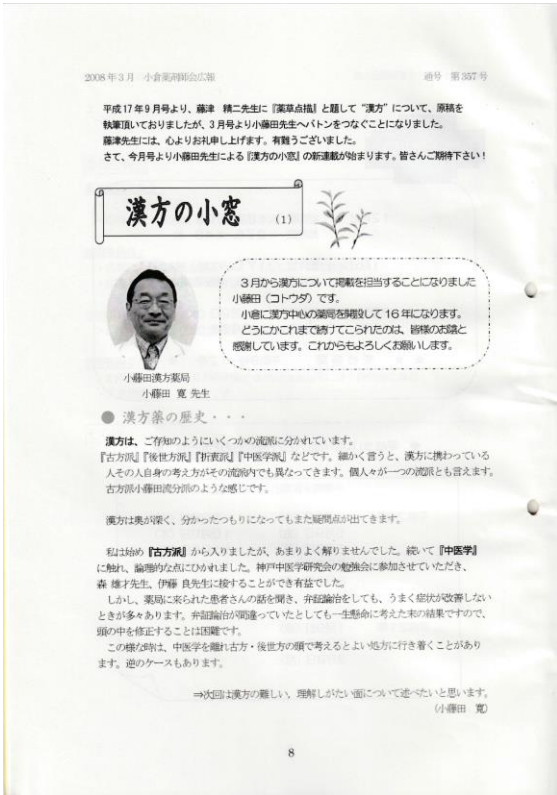 2008年3月 小倉薬剤師会広報
通号 第357号
平成17年9月号より、藤津 精二先生に『薬草点描』と題して“漢方”について、原稿を
執筆頂いておりましたが、3月号より小藤田先生へバトンをつなぐことになりました。
藤津先生には、心よりお礼申し上げます。有難うございました。
さて、今月号より小藤田先生による『漢方の小窓』の新連載が始まります。皆さんご期待下さい!
漢方の小窓 (1)
3月から漢方について掲載を担当することになりました
小藤田(コトウダ)です。
小倉に漢方中心の薬局を開設して16年になります。
どうにかこれまで続けてこられたのは、皆様のお陰と
感謝しています。これからもよろしくお願いします。
小藤田漢方薬局
小藤田 寛 先生
● 漢方薬の歴史・・・
漢方は、ご存知のようにいくつかの流派に分かれています。
『古方派』『後世方派』『折衷派』『中医学派』などです。細かく言うと、漢方に携わっている
人その人自身の考え方がその流派内でも異なってきます。個人々が一つの流派とも言えます。
古方派小藤田流分派のような感じです。
漢方は奥が深く、分かったつもりになってもまた疑問点が出てきます。
私は始め『古方派』から入りましたが、あまりよく解りませんでした。続いて『中医学』
に触れ、論理的な点にひかれました。神戸中医学研究会の勉強会に参加させていただき、
森 雄才先生、伊藤 良先生に接することができ有益でした。
しかし、薬局に来られた患者さんの話を聞き、弁証論治をしても、うまく症状が改善しない
ときが多々あります。弁証論治が間違っていたとしても一生懸命に考えた末の結果ですので、
頭の中を修正することは困難です。
この様な時は、中医学を離れ古方・後世方の頭で考えるとよい処方に行き着くことがあり
ます。逆のケースもあります。
⇒次回は漢方の難しい,理解しがたい面について述べたいと思います。
(小藤田 寛)
8